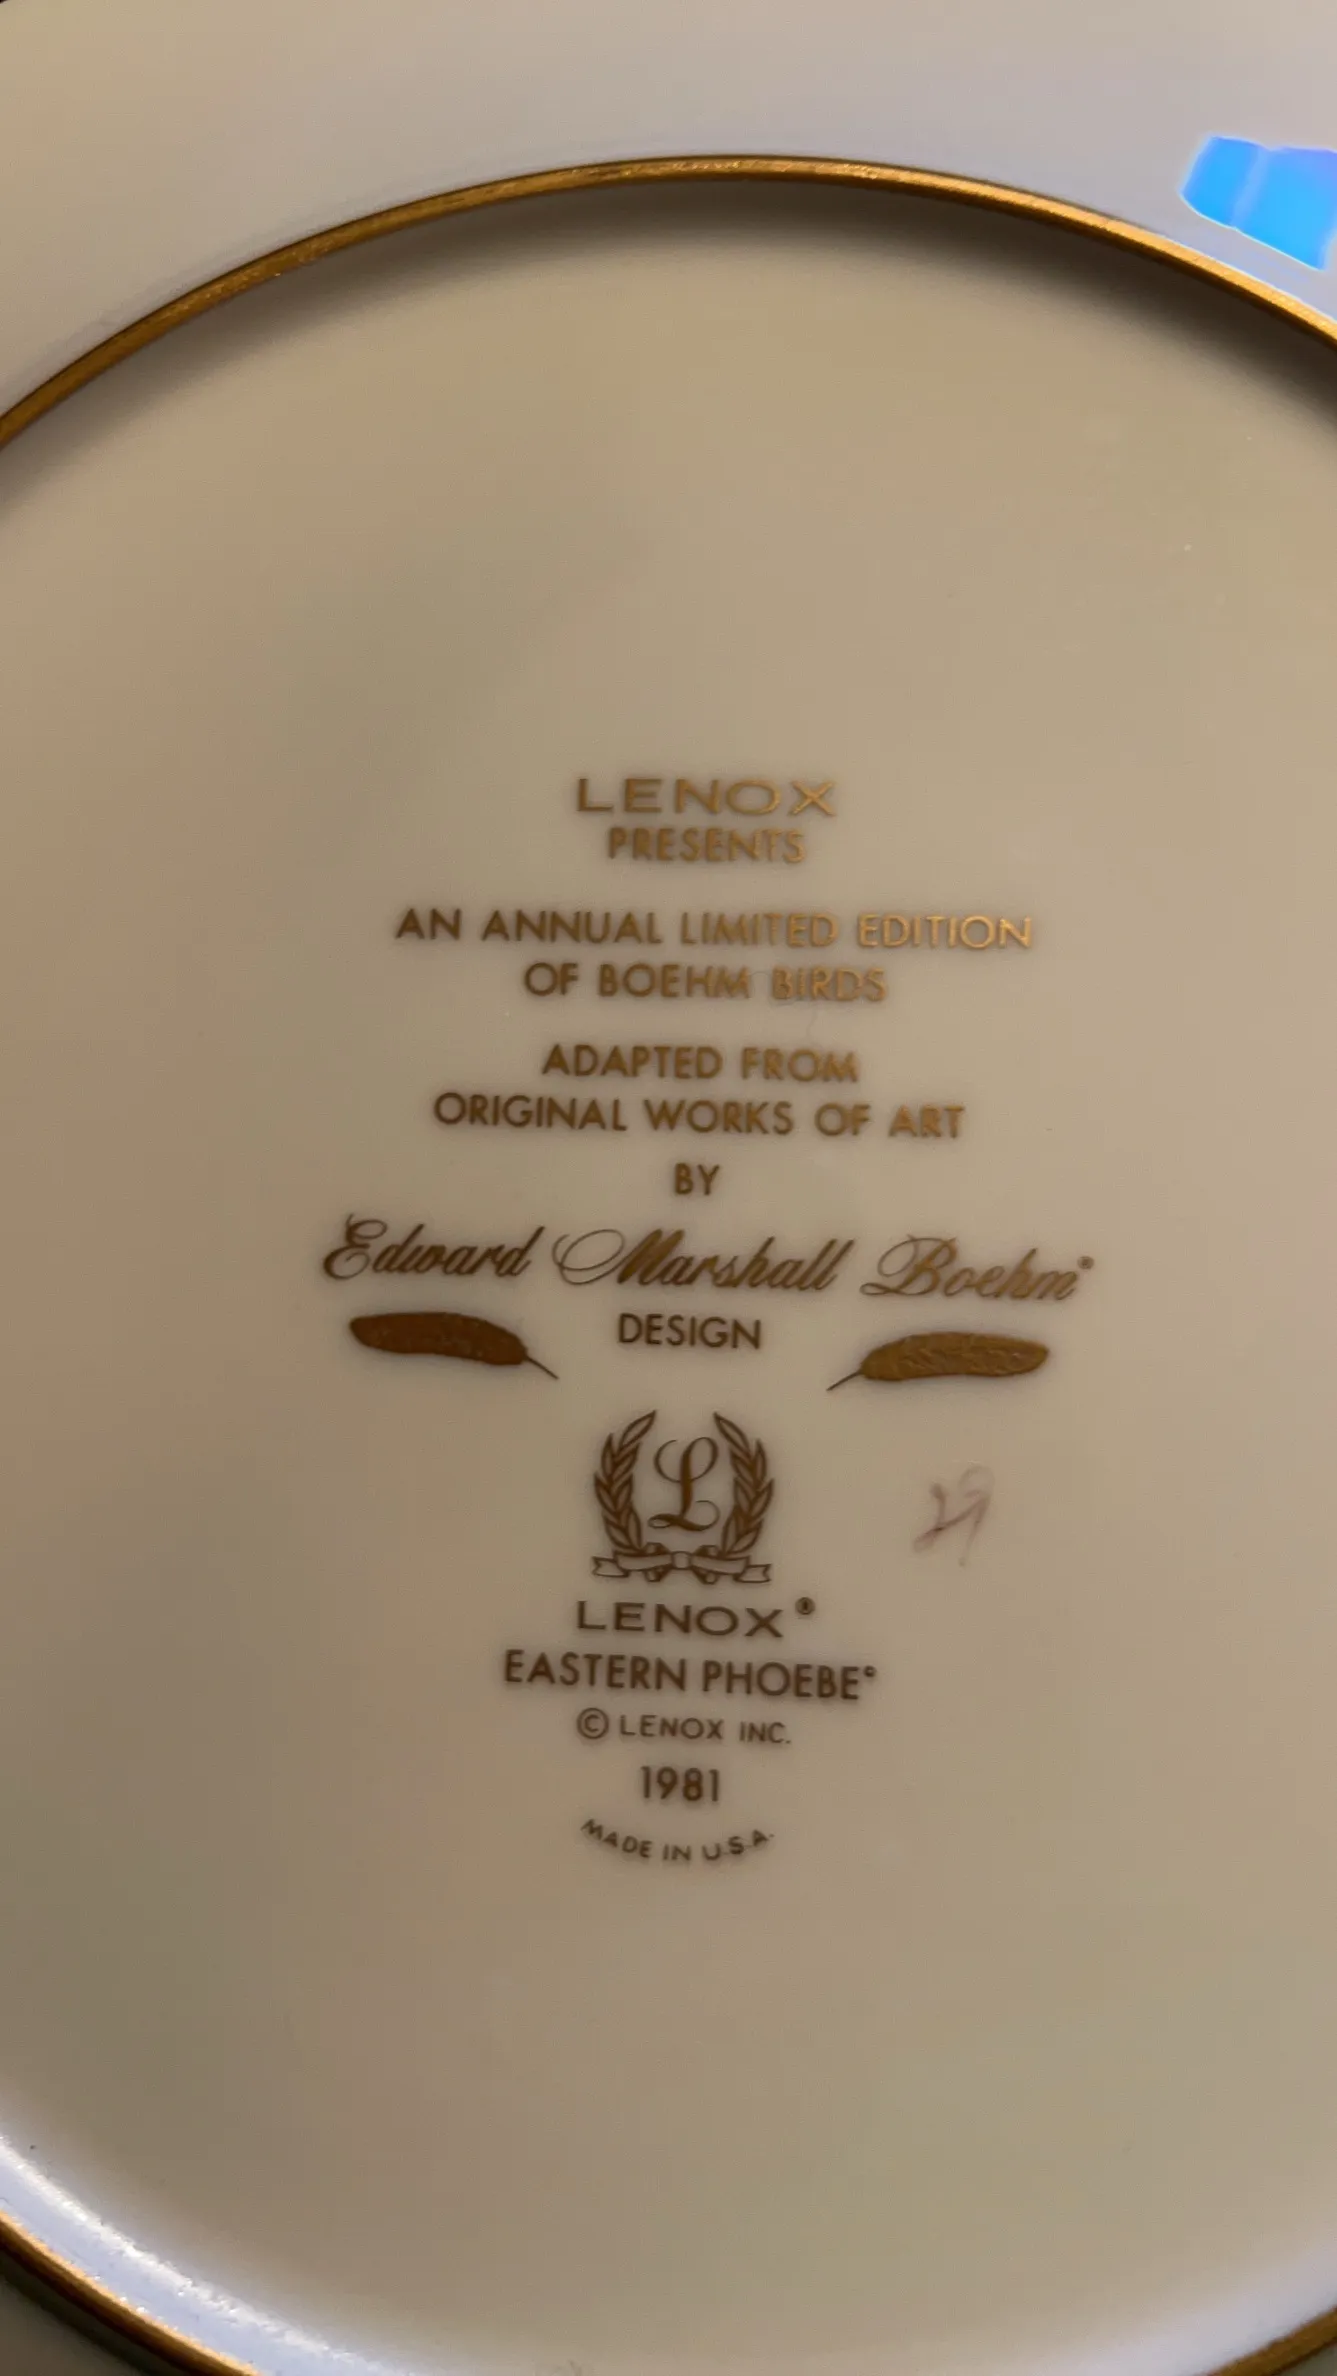 LENOX
PRESENTS
AN ANNUAL LIMITED EDITION
OF BOEHM BIRDS
ADAPTED FROM
ORIGINAL WORKS OF ART
BY
Edward Marshall Boehm®
DESIGN
L
LENOX®
EASTERN PHOEBE©
© LENOX INC.
1981
MADE IN U.S.A.